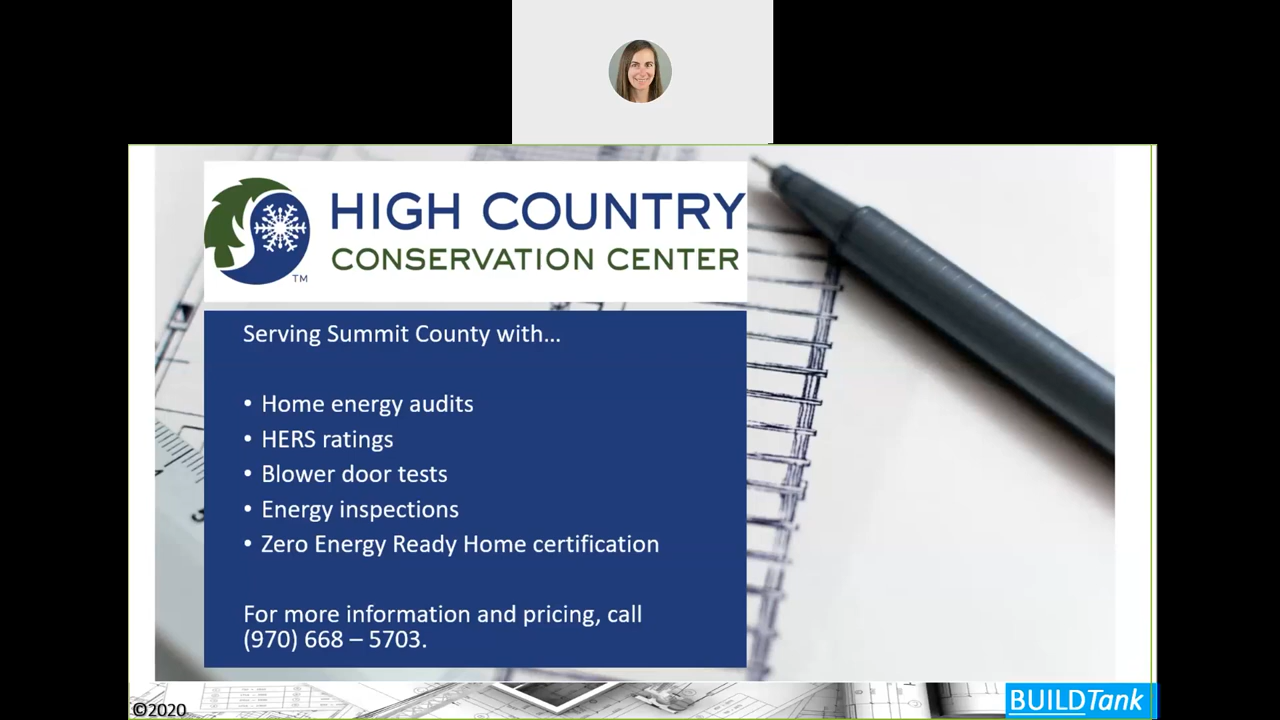 HIGH COUNTRY
CONSERVATION CENTER
TM
Serving Summit County with...
• Home energy audits
• HERS ratings
• Blower door tests
• Energy inspections
• Zero Energy Ready Home certification
For more information and pricing, call
(970) 668 – 5703.
©2020
BUILDTank